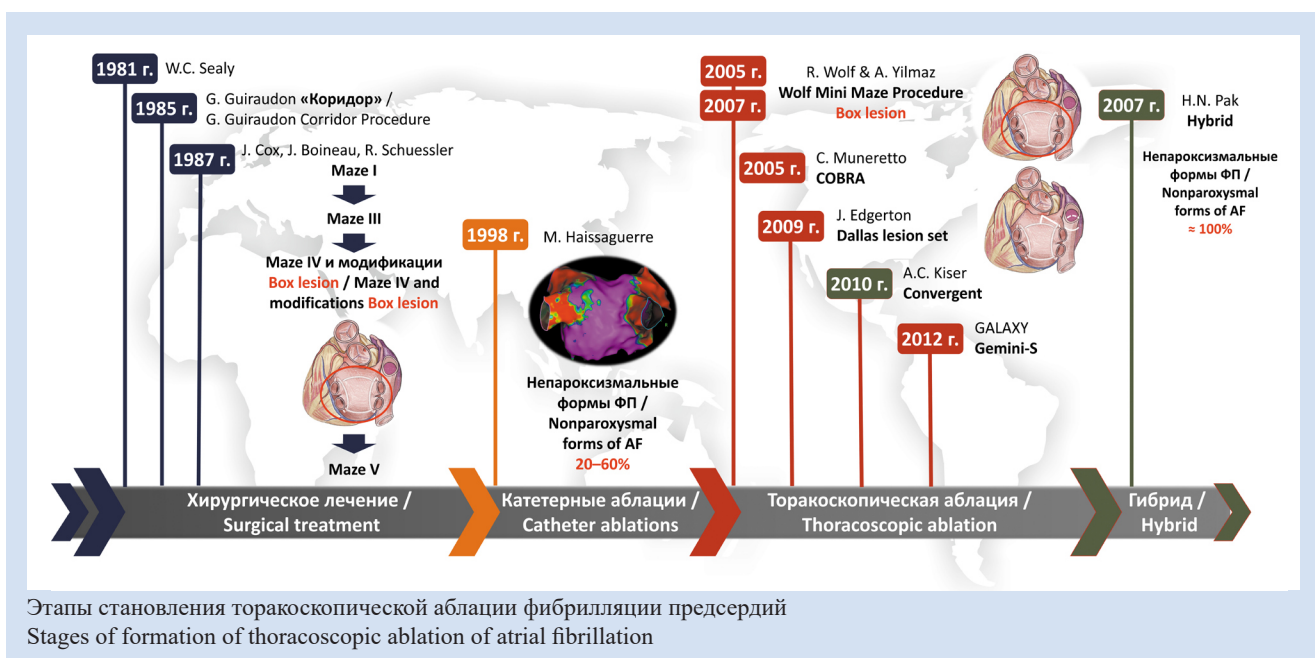 1981 г.
W.C. Sealy
1985 г.
G. Guiraudon «Коридор» /
G. Guiraudon Corridor Procedure
1987 г.
J. Cox, J. Boineau, R. Schuessler
Maze I
Maze III
Maze IV и модификации
Box lesion / Maze IV and
modifications Box lesion
Maze V
Хирургическое лечение /
Surgical treatment
1998 г.
M. Haissaguerre
Непароксизмальные
формы ФП /
Nonparoxysmal
forms of AF
20–60%
Катетерные аблации /
Catheter ablations
2005 г.
2007 г.
R. Wolf & A. Yilmaz
Wolf Mini Maze Procedure
Box lesion
2005 г.
C. Muneretto
COBRA
2009 г.
J. Edgerton
Dallas lesion set
2010 г.
A.C. Kiser
Convergent
2012 г.
GALAXY
Gemini-S
Торакоскопическая аблация /
Thoracoscopic ablation
2007 г.
H.N. Pak
Hybrid
Непароксизмальные
формы ФП /
Nonparoxysmal
forms of AF
≈ 100%
Гибрид /
Hybrid
Этапы становления торакоскопической аблации фибрилляции предсердий
Stages of formation of thoracoscopic ablation of atrial fibrillation